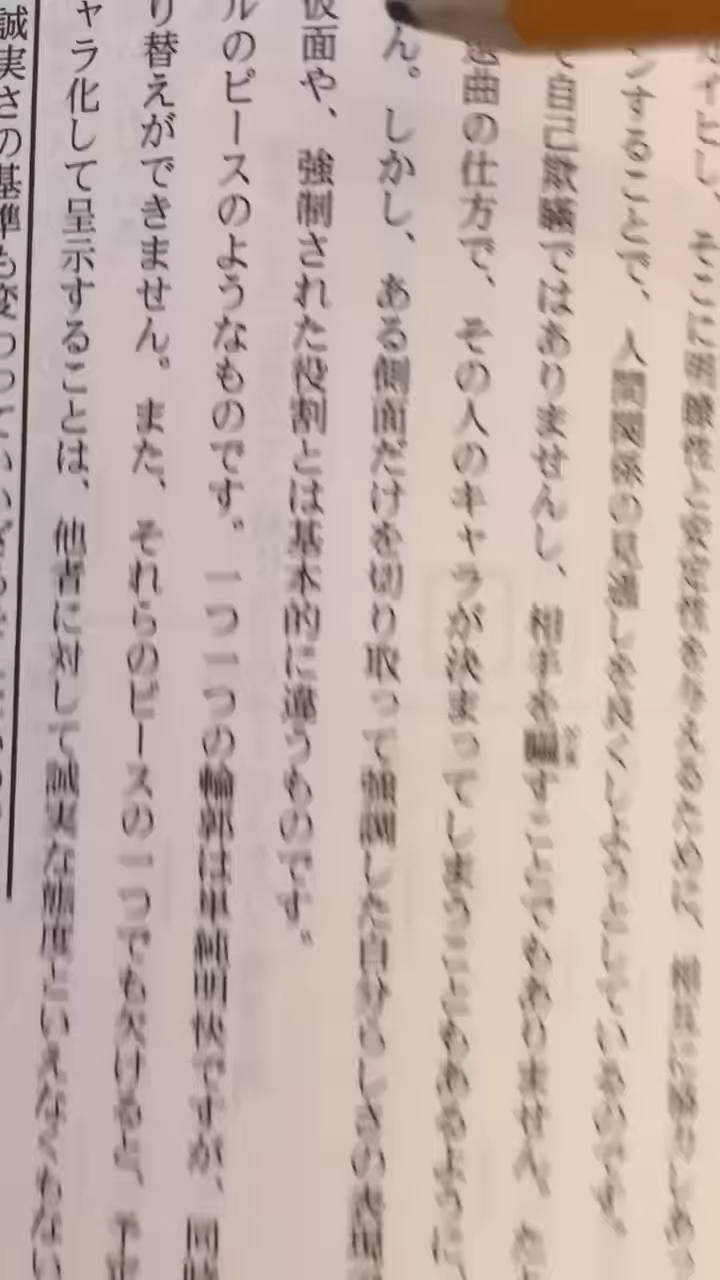 イヒし、そこに明瞭性と安定性を与えるために、相互に協力しあっ
ンすることで、人間関係の見通しを良くしようとしているのです。
自己欺瞞ではありませんし、相手を騙すことでもありません。た
選曲の仕方で、その人のキャラが決まってしまうこともあるように、
ん。しかし、ある側面だけを切り取って強調した自分らしさの表現
仮面や、強制された役割とは基本的に違うものです。
ルのピースのようなものです。一つ一つの輪郭は単純明快ですが、同時
り替えができません。また、それらのピースの一つでも欠けると、予定
ャラ化して呈示することは、他者に対して誠実な態度といえなくもない
誠実さの基準も変わって